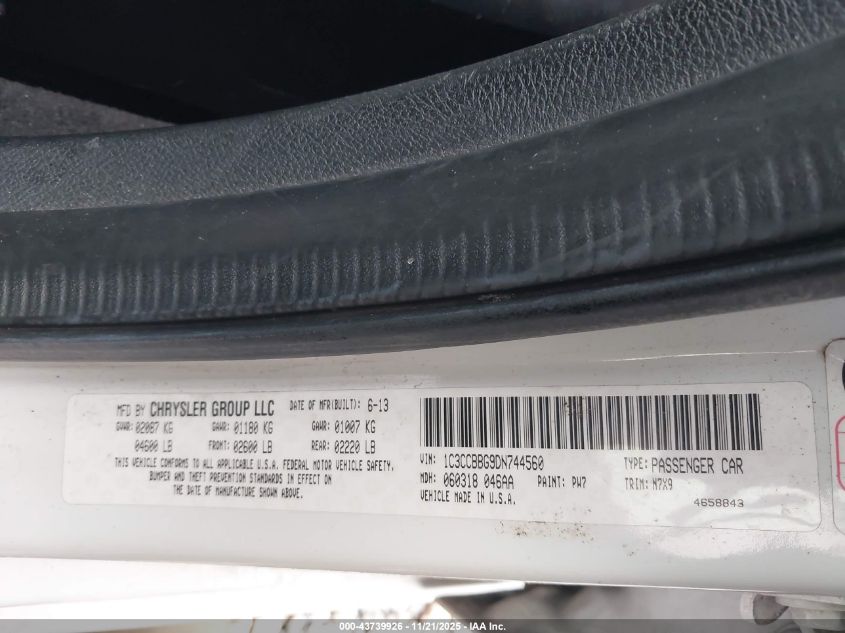 MFD BY CHRYSLER GROUP LLC DATE OF MFR(BUILT): 6-13
GVWR: 02087 KG GAWR: 01180 KG GAWR: 01007 KG
04600 LB FRONT: 02600 LB REAR: 02220 LB
THIS VEHICLE CONFORMS TO ALL APPLICABLE U.S.A. FEDERAL MOTOR VEHICLE SAFETY,
BUMPER AND THEFT PREVENTION STANDARDS IN EFFECT ON
THE DATE OF MANUFACTURE SHOWN ABOVE.
VIN: 1C3CCBBG9DN744560 TYPE: PASSENGER CAR
MDH: 060318 046AA PAINT: PW7 TRIM: M7X9
VEHICLE MADE IN U.S.A. 4658843
000-43739926 - 11/21/2025 - IAA Inc.